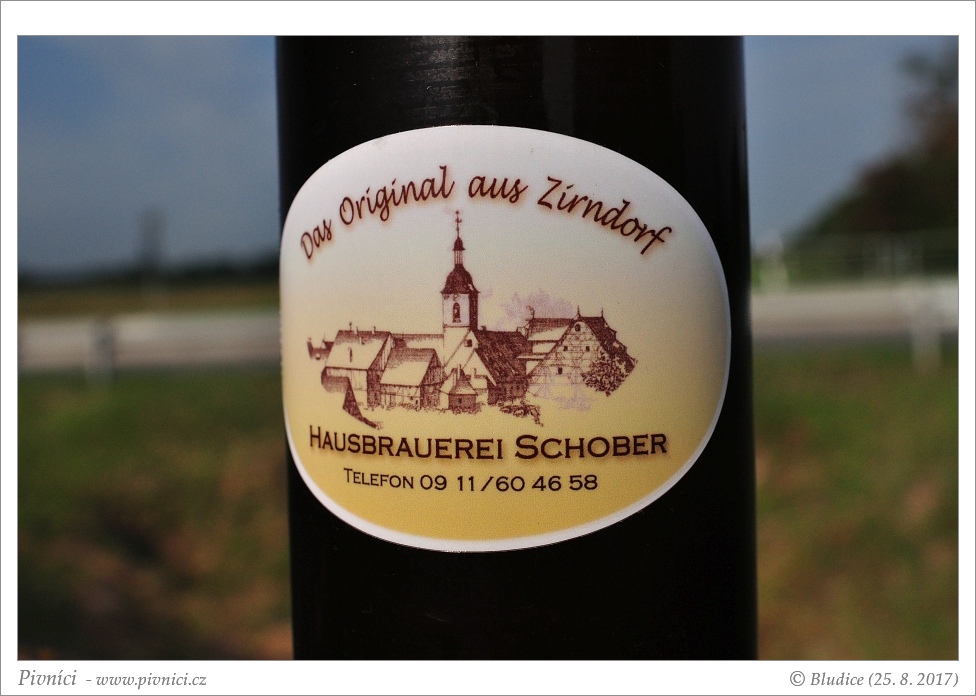 Das Original aus Zirndorf
HAUSBRAUEREI SCHOBER
TELEFON 09 11/60 46 58
Pivníci - www.pivnici.cz
© Bludice (25. 8. 2017)